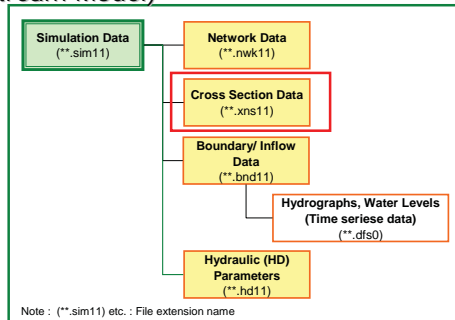 Simulation Data
(**.sim11)
Network Data
(**.nwk11)
Cross Section Data
(**.xns11)
Boundary/ Inflow
Data
(**.bnd11)
Hydrographs, Water Levels
(Time seriese data)
(**.dfs0)
Hydraulic (HD)
Parameters
(**.hd11)
Note : (**.sim11) etc. : File extension name